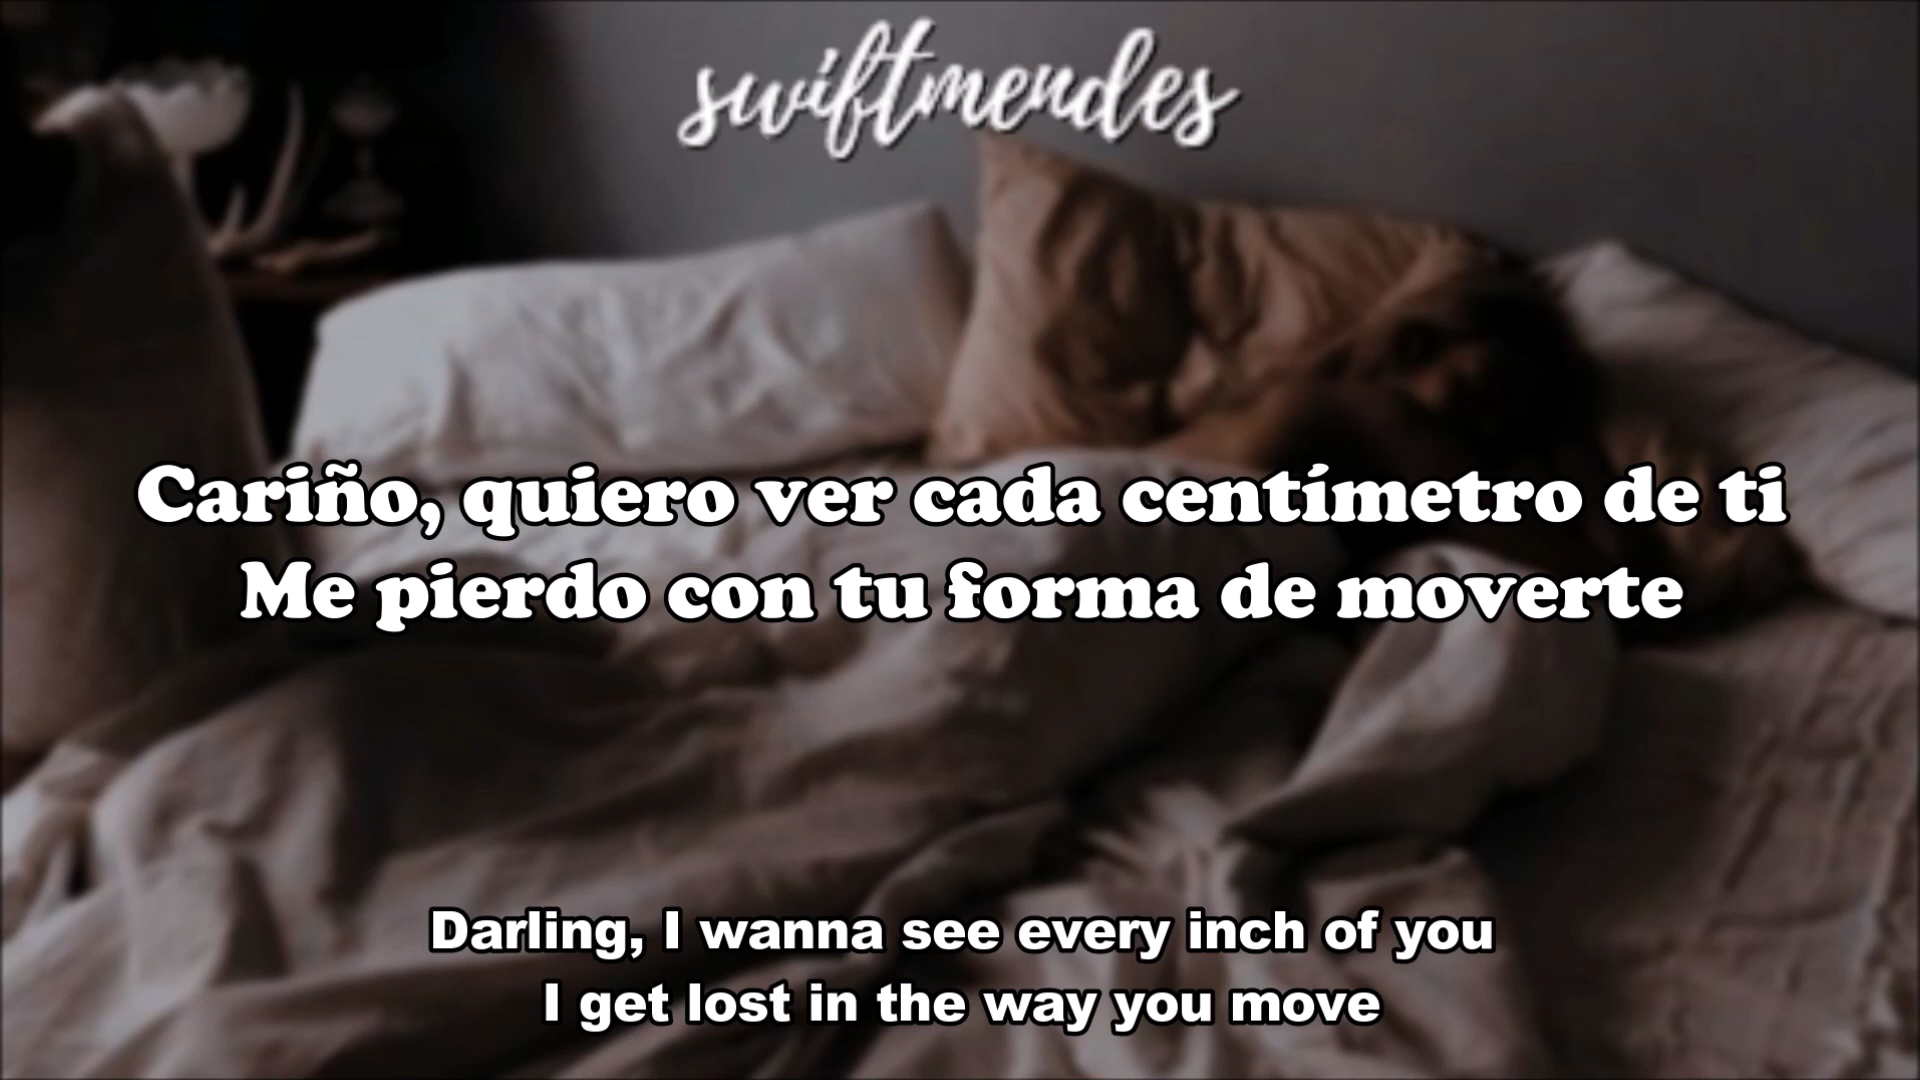 swiftmendes
Cariño, quiero ver cada centímetro de ti
Me pierdo con tu forma de moverte
Darling, I wanna see every inch of you
I get lost in the way you move